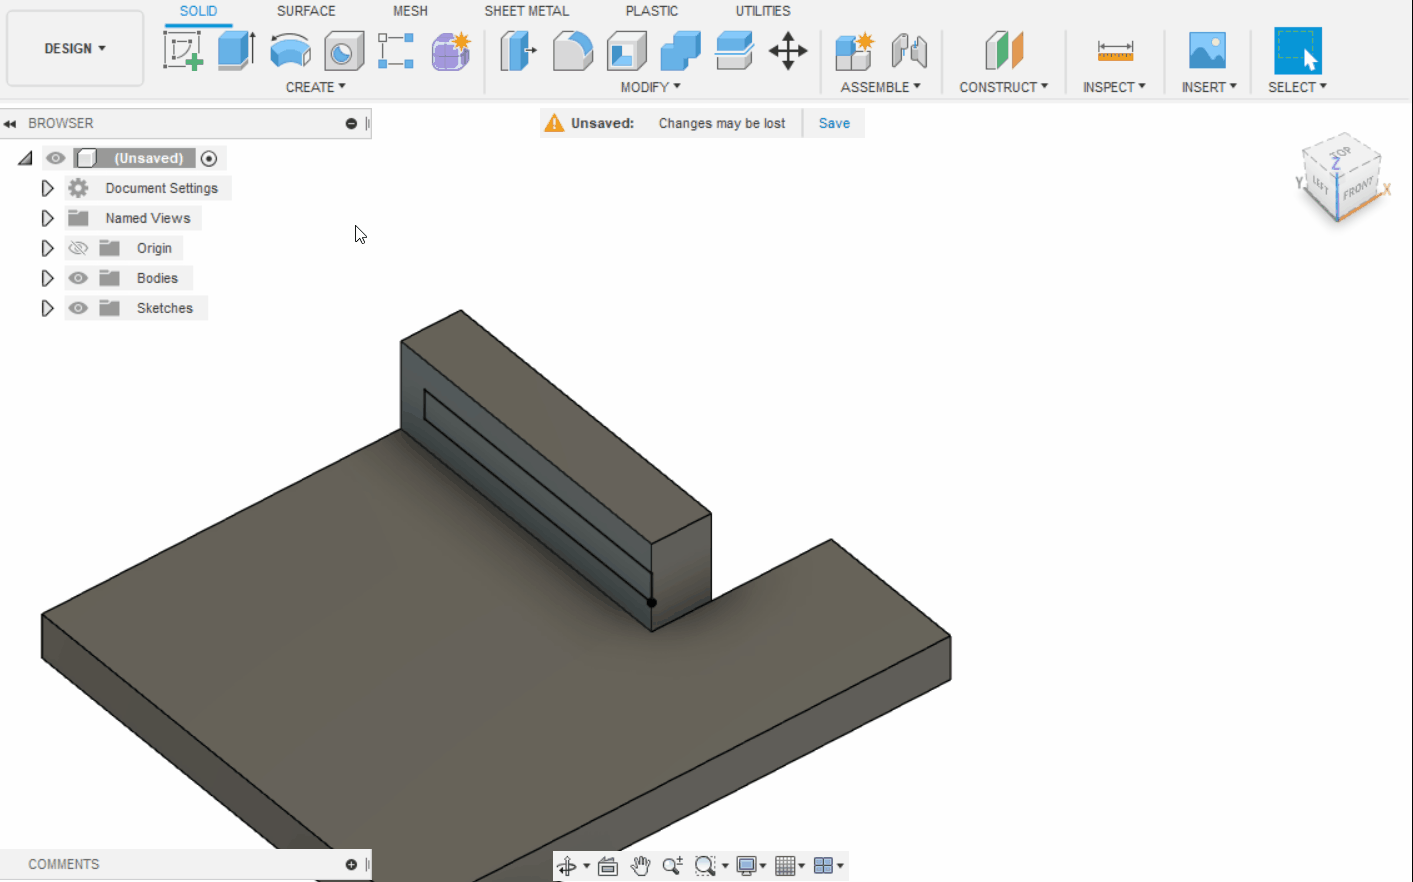 SOLID SURFACE MESH SHEET METAL PLASTIC UTILITIES
DESIGN
CREATE MODIFY ASSEMBLE CONSTRUCT INSPECT INSERT SELECT
BROWSER
Unsaved: Changes may be lost Save
(Unsaved)
Document Settings
Named Views
Origin
Bodies
Sketches
TOP
Z
Y LEFT FRONT X
COMMENTS